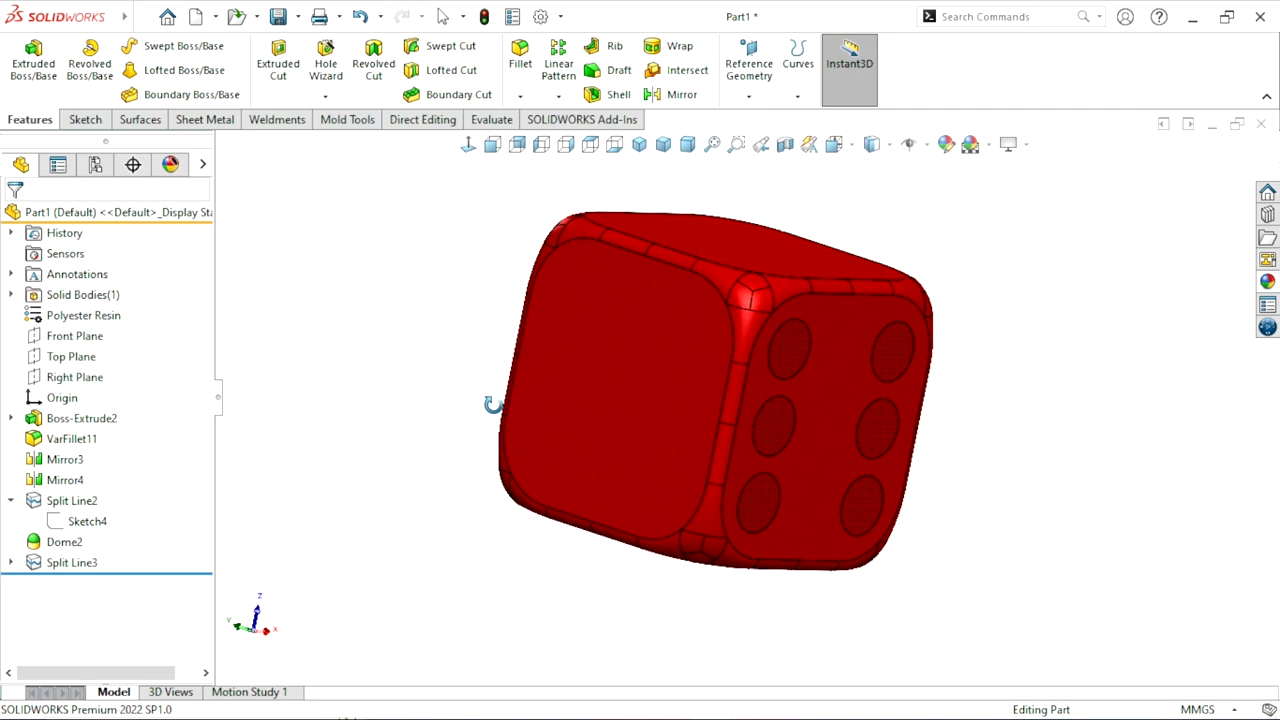 SOLIDWORKS
Part1 *
Search Commands
Extruded Boss/Base
Revolved Boss/Base
Swept Boss/Base
Lofted Boss/Base
Boundary Boss/Base
Extruded Cut
Hole Wizard
Revolved Cut
Swept Cut
Lofted Cut
Boundary Cut
Fillet
Linear Pattern
Rib
Draft
Shell
Wrap
Intersect
Mirror
Reference Geometry
Curves
Instant3D
Features
Sketch
Surfaces
Sheet Metal
Weldments
Mold Tools
Direct Editing
Evaluate
SOLIDWORKS Add-Ins
Part1 (Default) <<Default>_Display Sta
History
Sensors
Annotations
Solid Bodies(1)
Polyester Resin
Front Plane
Top Plane
Right Plane
Origin
Boss-Extrude2
VarFillet11
Mirror3
Mirror4
Split Line2
Sketch4
Dome2
Split Line3
Z
Y
X
Model
3D Views
Motion Study 1
SOLIDWORKS Premium 2022 SP1.0
Editing Part
MMGS